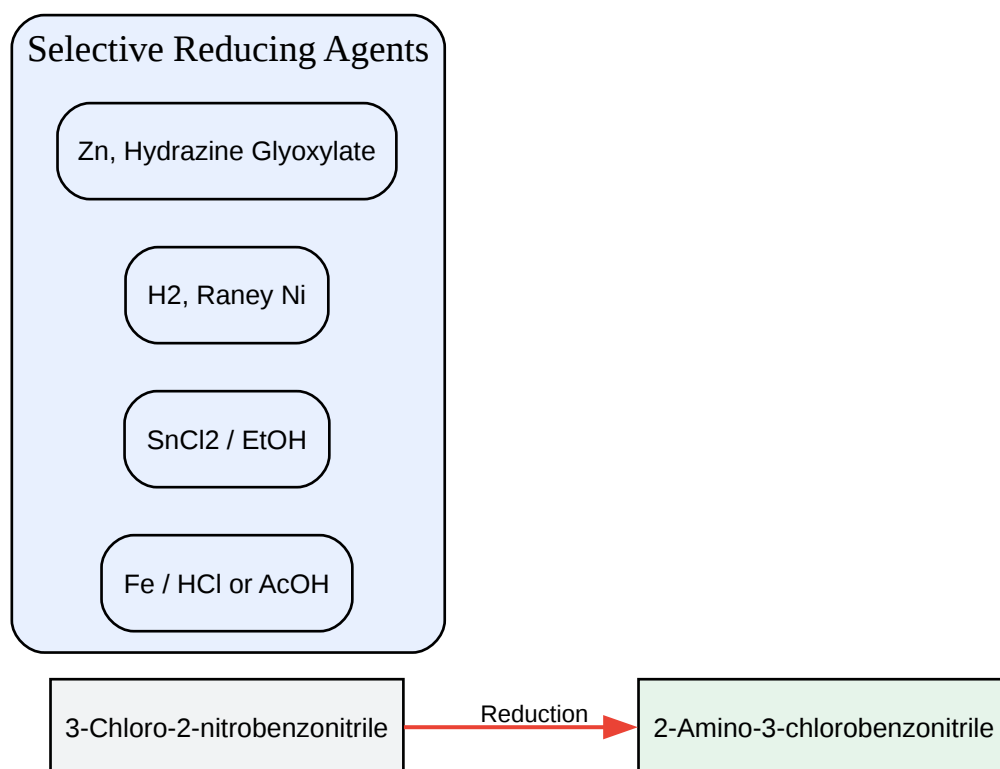 Selective Reducing Agents
Zn, Hydrazine Glyoxylate
H2, Raney Ni
SnCl2 / EtOH
Fe / HCl or AcOH
3-Chloro-2-nitrobenzonitrile
Reduction
2-Amino-3-chlorobenzonitrile